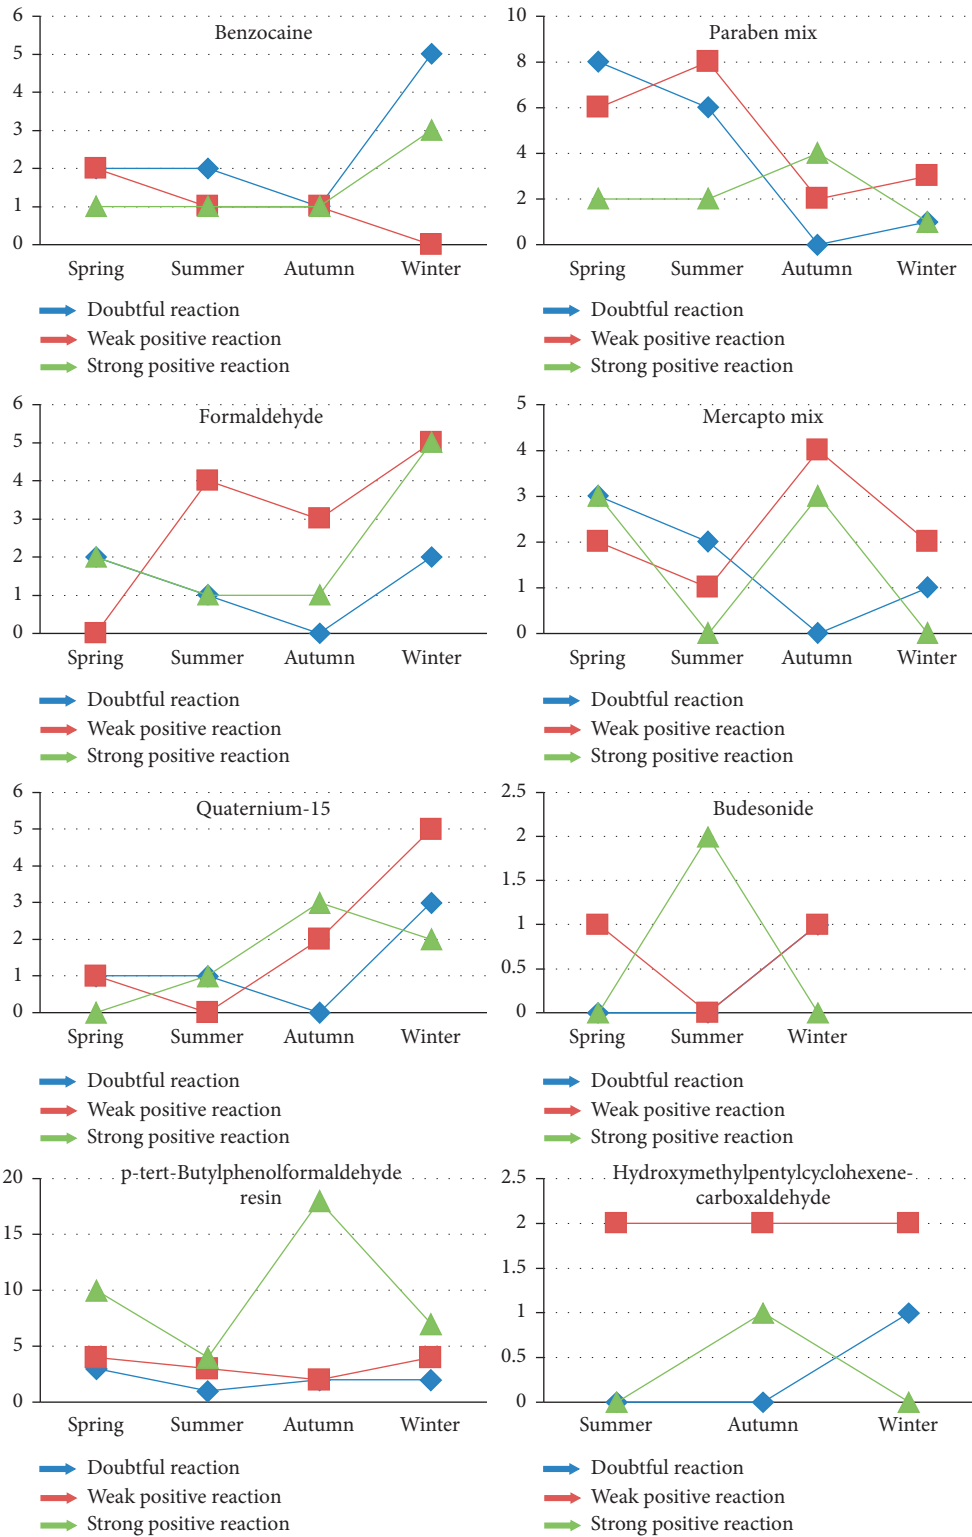 Benzocaine
6
5
4
3
2
1
0
Spring Summer Autumn Winter
Doubtful reaction
Weak positive reaction
Strong positive reaction
Paraben mix
10
8
6
4
2
0
Spring Summer Autumn Winter
Doubtful reaction
Weak positive reaction
Strong positive reaction
Formaldehyde
6
5
4
3
2
1
0
Spring Summer Autumn Winter
Doubtful reaction
Weak positive reaction
Strong positive reaction
Mercapto mix
5
4
3
2
1
0
Spring Summer Autumn Winter
Doubtful reaction
Weak positive reaction
Strong positive reaction
Quaternium-15
6
5
4
3
2
1
0
Spring Summer Autumn Winter
Doubtful reaction
Weak positive reaction
Strong positive reaction
Budesonide
2.5
2
1.5
1
0.5
0
Spring Summer Winter
Doubtful reaction
Weak positive reaction
Strong positive reaction
p-tert-Butylphenolformaldehyde
resin
20
15
10
5
0
Spring Summer Autumn Winter
Doubtful reaction
Weak positive reaction
Strong positive reaction
Hydroxymethylpentylcyclohexene-
carboxaldehyde
2.5
2
1.5
1
0.5
0
Summer Autumn Winter
Doubtful reaction
Weak positive reaction
Strong positive reaction